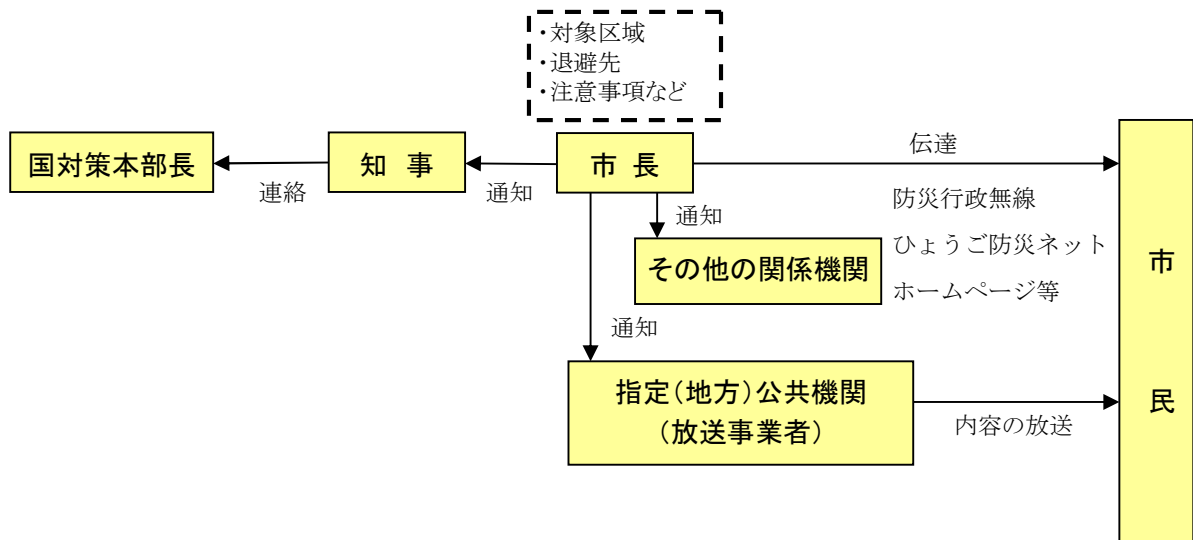 ・対象区域
・退避先
・注意事項など
国対策本部長
連絡
知 事
通知
市 長
伝達
防災行政無線
ひょうご防災ネット
ホームページ等
通知
その他の関係機関
通知
指定(地方)公共機関
(放送事業者)
内容の放送
市
民